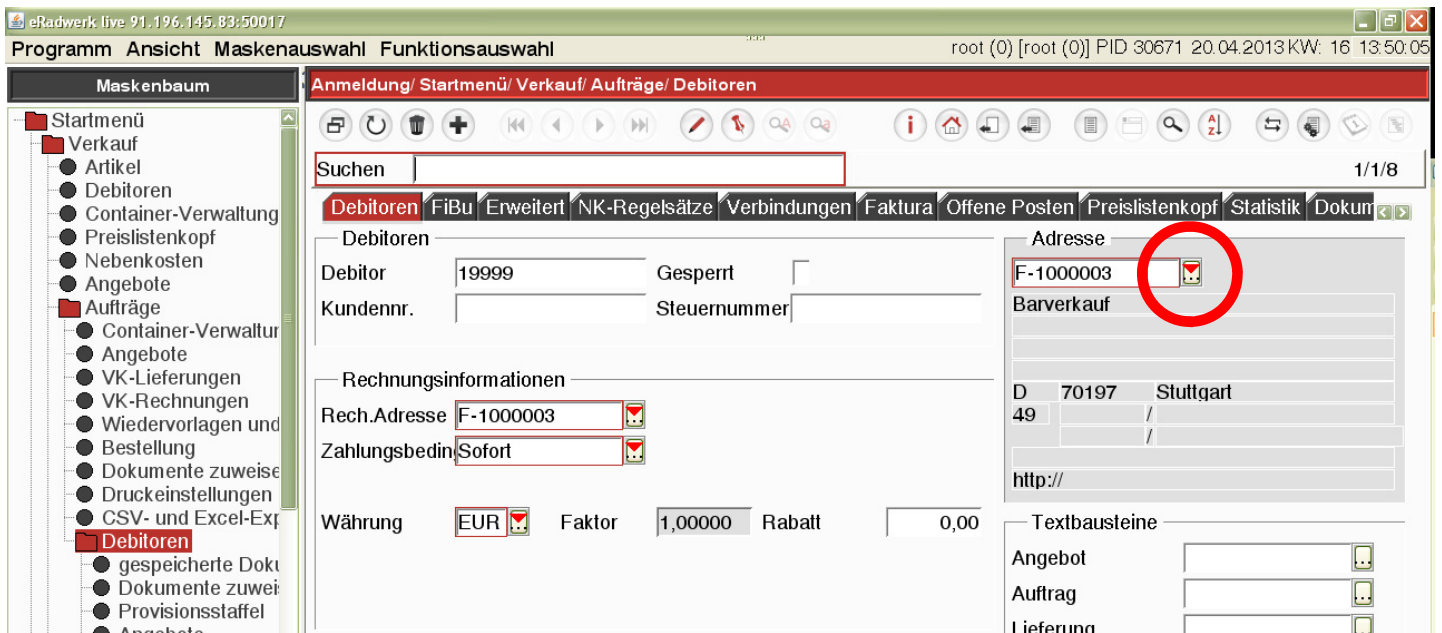 eRadwerk live 91.196.145.83:50017
Programm Ansicht Maskenauswahl Funktionsauswahl root (0) [root (0)] PID 30671 20.04.2013 KW: 16 13:50:05
Maskenbaum
Anmeldung/ Startmenü/ Verkauf/ Aufträge/ Debitoren
Startmenü
Verkauf
Artikel
Debitoren
Container-Verwaltung
Preislistenkopf
Nebenkosten
Angebote
Aufträge
Container-Verwaltur
Angebote
VK-Lieferungen
VK-Rechnungen
Wiedervorlagen und
Bestellung
Dokumente zuweise
Druckeinstellungen
CSV- und Excel-Exp
Debitoren
gespeicherte Doku
Dokumente zuwei
Provisionsstaffel
Angebote
Suchen 1/1/8
Debitoren FiBu Erweitert NK-Regelsätze Verbindungen Faktura Offene Posten Preislistenkopf Statistik Dokum
Debitoren
Debitor 19999 Gesperrt
Kundennr. Steuernummer
Rechnungsinformationen
Rech.Adresse F-1000003
Zahlungsbedin Sofort
Währung EUR Faktor 1,00000 Rabatt 0,00
Adresse
F-1000003
Barverkauf
D 70197 Stuttgart
49 /
/
http://
Textbausteine
Angebot
Auftrag
Lieferung